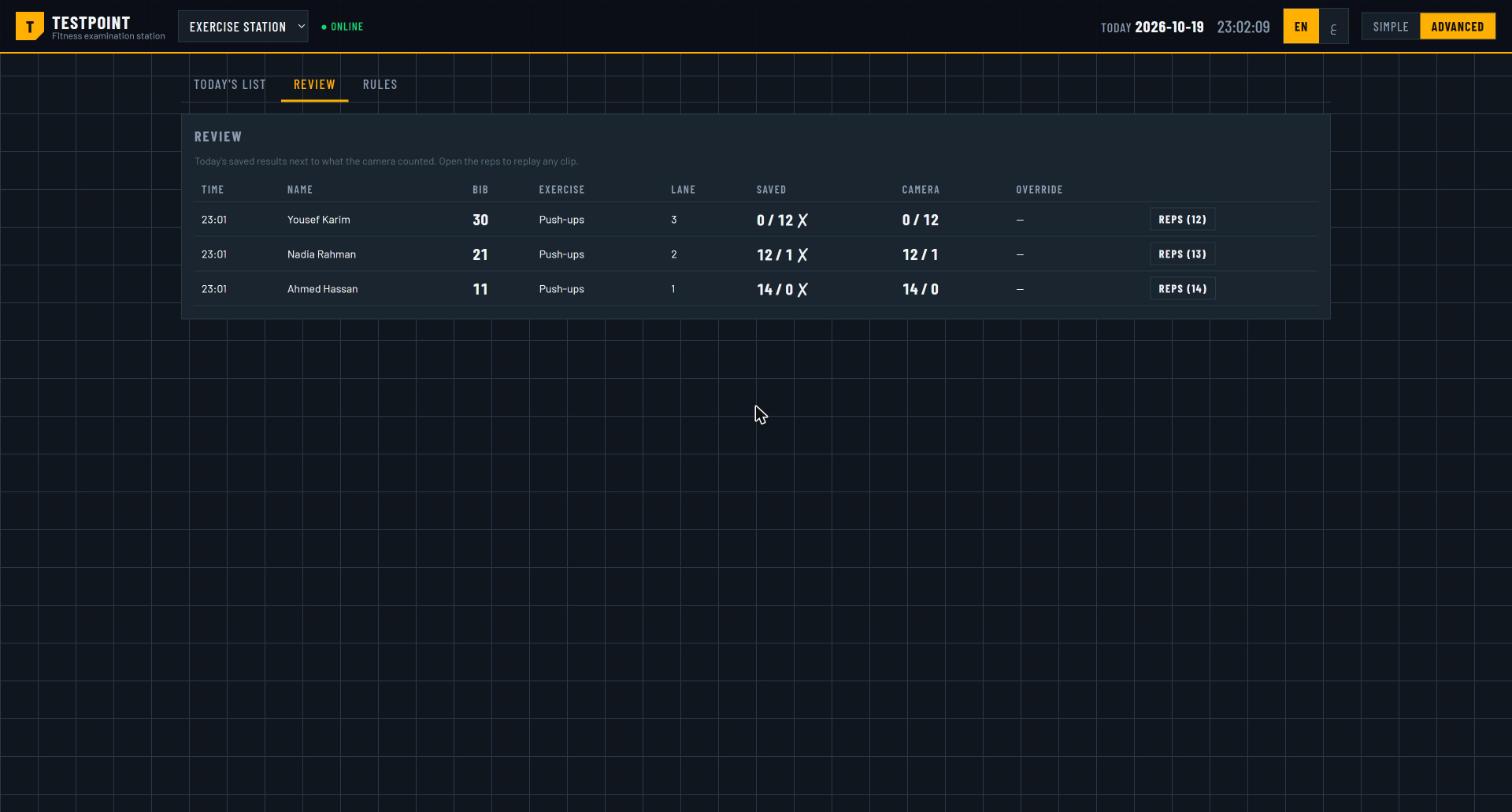 T TESTPOINT EXERCISE STATION ONLINE TODAY 2026-10-19 23:02:09 EN ع SIMPLE ADVANCED
Fitness examination station
TODAY'S LIST REVIEW RULES
REVIEW
Today's saved results next to what the camera counted. Open the reps to replay any clip.
TIME NAME BIB EXERCISE LANE SAVED CAMERA OVERRIDE
23:01 Yousef Karim 30 Push-ups 3 0 / 12 ✗ 0 / 12 — REPS (12)
23:01 Nadia Rahman 21 Push-ups 2 12 / 1 ✗ 12 / 1 — REPS (13)
23:01 Ahmed Hassan 11 Push-ups 1 14 / 0 ✗ 14 / 0 — REPS (14)